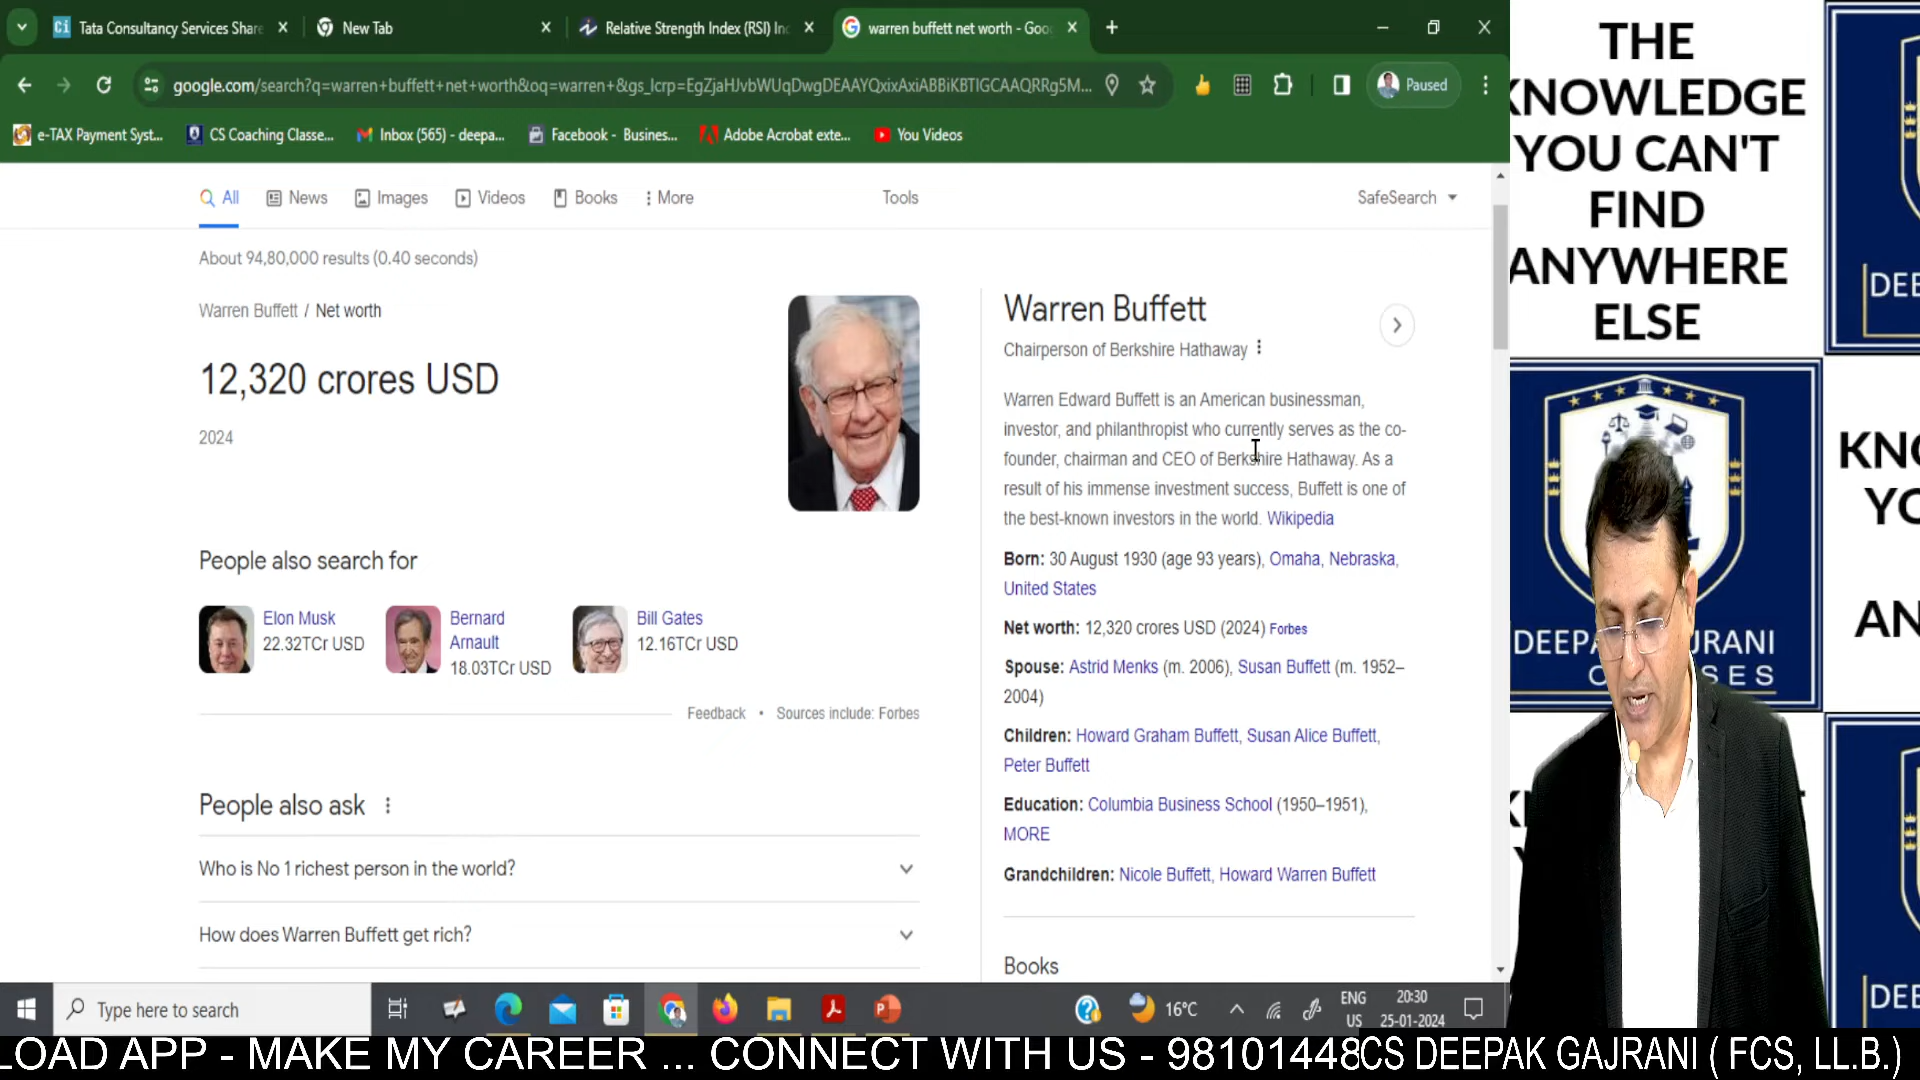 Tata Consultancy Services Share
New Tab
Relative Strength Index (RSI) Inc
warren buffett net worth - Goo
google.com/search?q=warren+buffett+net+worth&oq=warren+&gs_lcrp=EgZjaHJvbWUqDwgDEAAYQxixAxiABBiKBTIGCAAQRRg5M...
Paused
e-TAX Payment Syst...
CS Coaching Classe...
Inbox (565) - deepa...
Facebook - Busines...
Adobe Acrobat exte...
You Videos
All
News
Images
Videos
Books
More
Tools
SafeSearch
About 94,80,000 results (0.40 seconds)
Warren Buffett / Net worth
12,320 crores USD
2024
People also search for
Elon Musk
22.32TCr USD
Bernard
Arnault
18.03TCr USD
Bill Gates
12.16TCr USD
Feedback • Sources include: Forbes
People also ask
Who is No 1 richest person in the world?
How does Warren Buffett get rich?
Warren Buffett
Chairperson of Berkshire Hathaway
Warren Edward Buffett is an American businessman,
investor, and philanthropist who currently serves as the co-
founder, chairman and CEO of Berkshire Hathaway. As a
result of his immense investment success, Buffett is one of
the best-known investors in the world. Wikipedia
Born: 30 August 1930 (age 93 years), Omaha, Nebraska,
United States
Net worth: 12,320 crores USD (2024) Forbes
Spouse: Astrid Menks (m. 2006), Susan Buffett (m. 1952–
2004)
Children: Howard Graham Buffett, Susan Alice Buffett,
Peter Buffett
Education: Columbia Business School (1950–1951),
MORE
Grandchildren: Nicole Buffett, Howard Warren Buffett
Books
Type here to search
16°C
ENG
US
20:30
25-01-2024
THE
KNOWLEDGE
YOU CAN'T
FIND
ANYWHERE
ELSE
DEE
KNO
YO
AN
DEEPA JRANI
C SES
DEE
LOAD APP - MAKE MY CAREER ... CONNECT WITH US - 98101448
CS DEEPAK GAJRANI ( FCS, LL.B.)